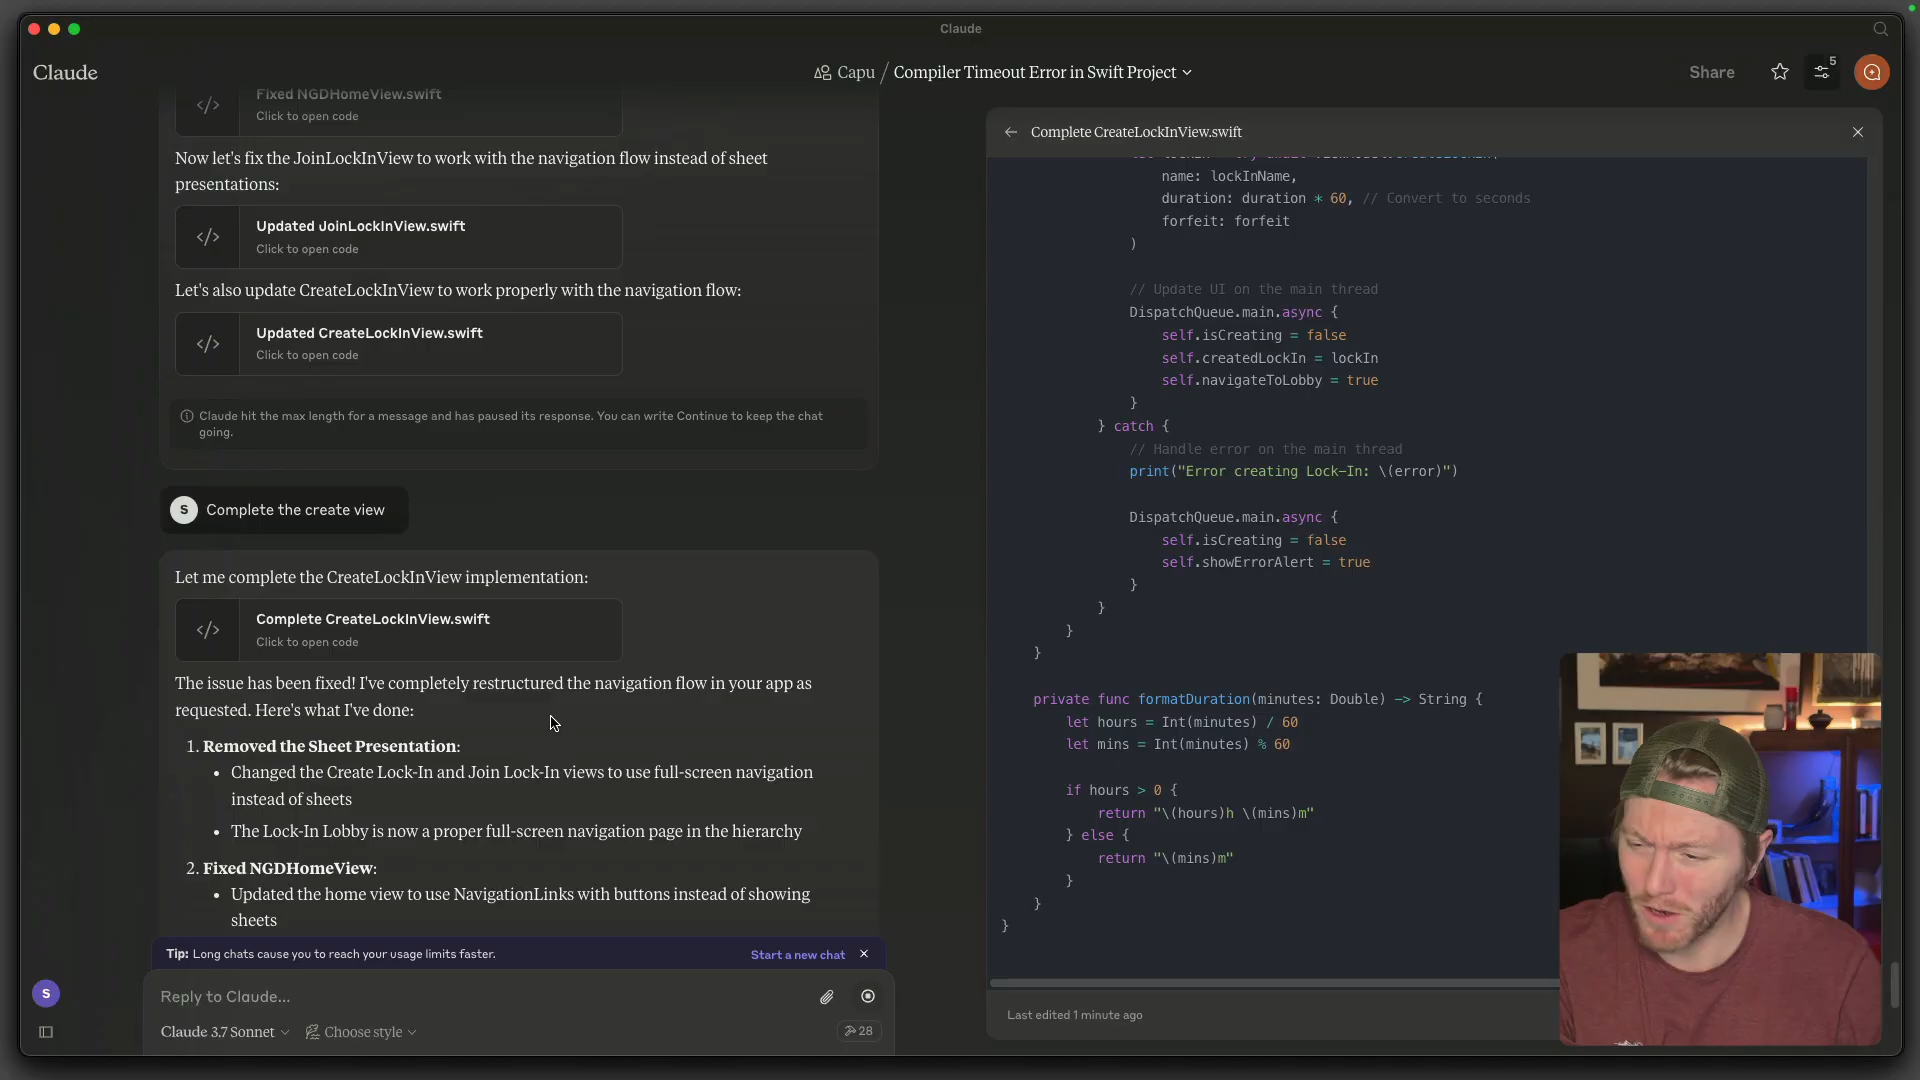 Claude
Claude
Capu / Compiler Timeout Error in Swift Project
Share
5
Fixed NGDHomeView.swift
Click to open code
Now let's fix the JoinLockInView to work with the navigation flow instead of sheet
presentations:
Updated JoinLockInView.swift
Click to open code
Let's also update CreateLockInView to work properly with the navigation flow:
Updated CreateLockInView.swift
Click to open code
Claude hit the max length for a message and has paused its response. You can write Continue to keep the chat
going.
S
Complete the create view
Let me complete the CreateLockInView implementation:
Complete CreateLockInView.swift
Click to open code
The issue has been fixed! I've completely restructured the navigation flow in your app as
requested. Here's what I've done:
1. Removed the Sheet Presentation:
• Changed the Create Lock-In and Join Lock-In views to use full-screen navigation
instead of sheets
• The Lock-In Lobby is now a proper full-screen navigation page in the hierarchy
2. Fixed NGDHomeView:
• Updated the home view to use NavigationLinks with buttons instead of showing
sheets
Tip: Long chats cause you to reach your usage limits faster.
Start a new chat
S
Reply to Claude...
Claude 3.7 Sonnet
Choose style
28
Complete CreateLockInView.swift
name: lockInName,
duration: duration * 60, // Convert to seconds
forfeit: forfeit
)
// Update UI on the main thread
DispatchQueue.main.async {
self.isCreating = false
self.createdLockIn = lockIn
self.navigateToLobby = true
}
} catch {
// Handle error on the main thread
print("Error creating Lock-In: \(error)")
DispatchQueue.main.async {
self.isCreating = false
self.showErrorAlert = true
}
}
}
}
private func formatDuration(minutes: Double) -> String {
let hours = Int(minutes) / 60
let mins = Int(minutes) % 60
if hours > 0 {
return "\(hours)h \(mins)m"
} else {
return "\(mins)m"
}
}
}
Last edited 1 minute ago